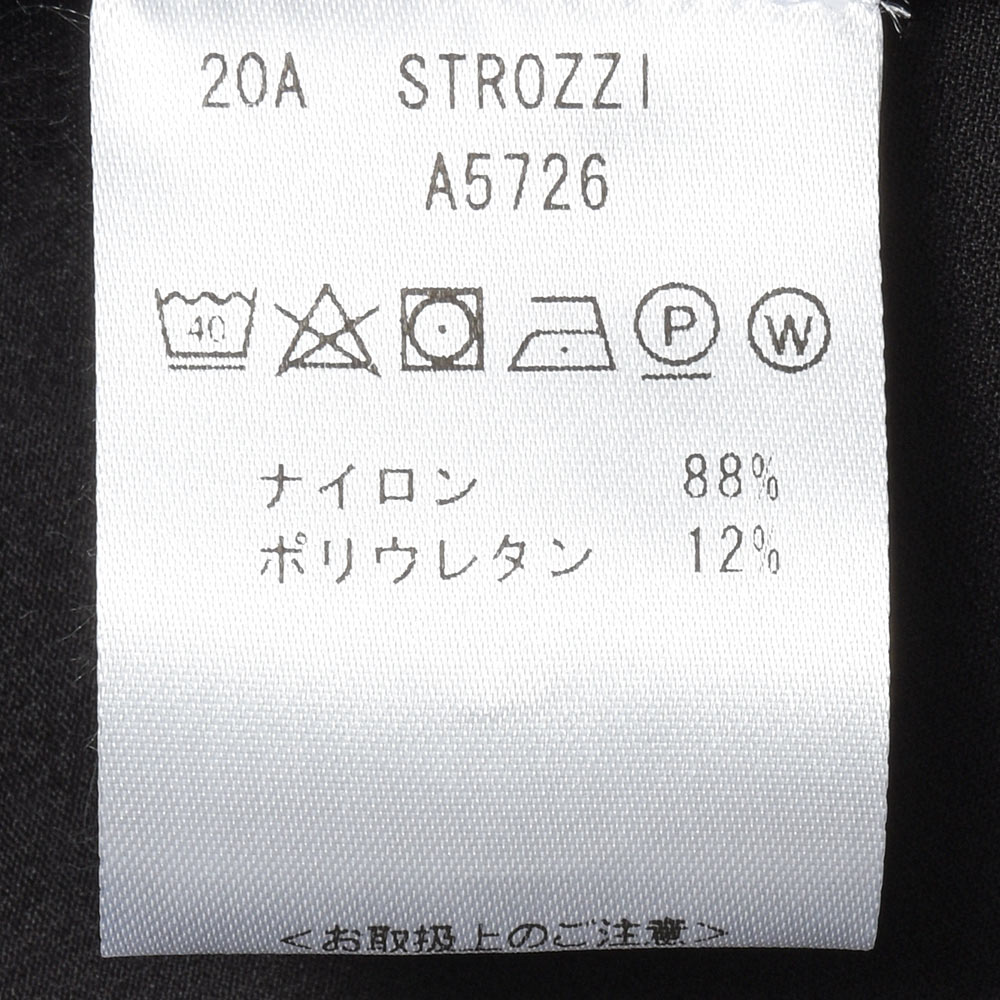 20A STROZZI
A5726
40 P W
ナイロン 88%
ポリウレタン 12%
<お取扱上のご注意>